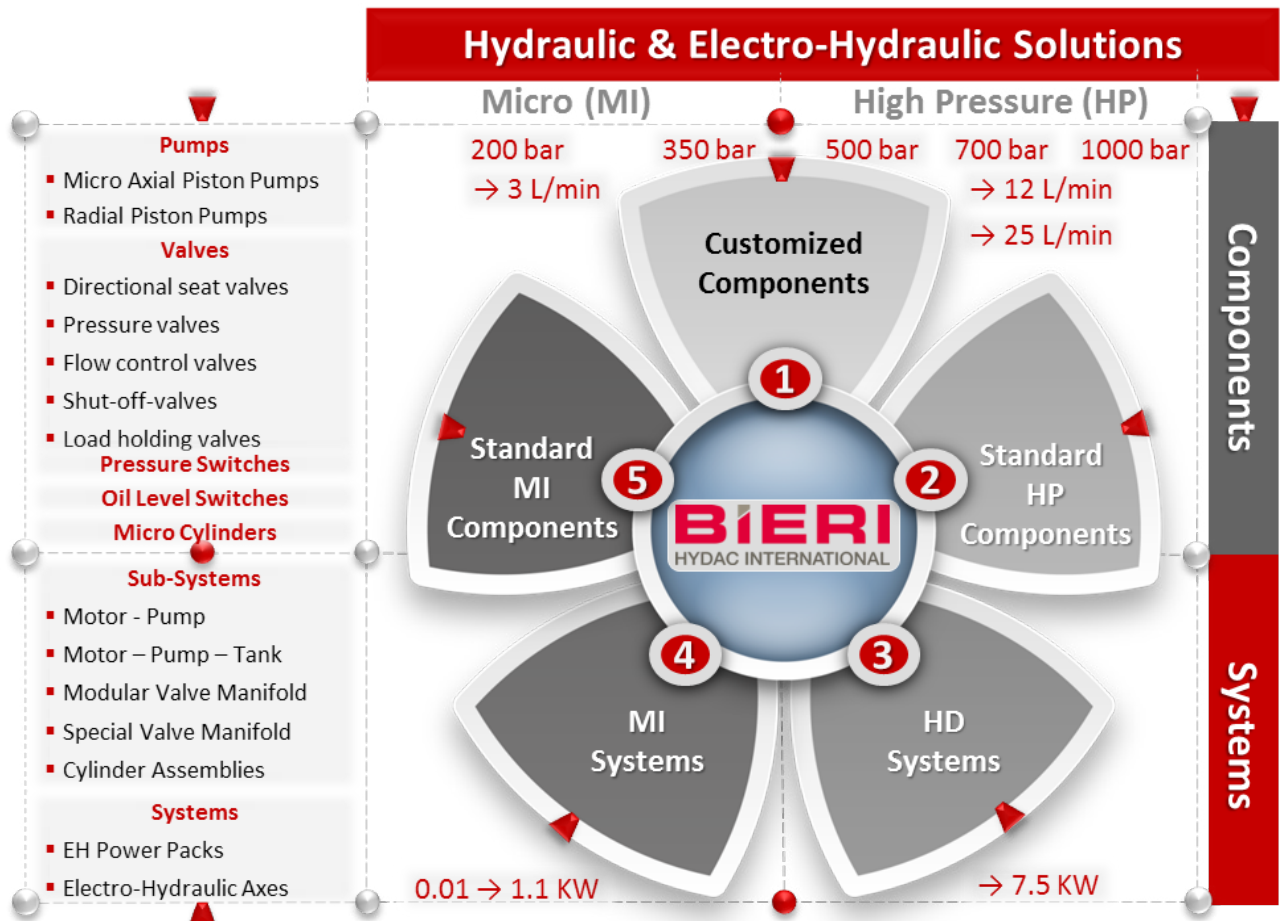 Hydraulic & Electro-Hydraulic Solutions
Micro (MI)
High Pressure (HP)
200 bar
350 bar
500 bar
700 bar
1000 bar
→ 3 L/min
→ 12 L/min
→ 25 L/min
Pumps
▪ Micro Axial Piston Pumps
▪ Radial Piston Pumps
Valves
▪ Directional seat valves
▪ Pressure valves
▪ Flow control valves
▪ Shut-off-valves
▪ Load holding valves
Pressure Switches
Oil Level Switches
Micro Cylinders
Sub-Systems
▪ Motor - Pump
▪ Motor – Pump – Tank
▪ Modular Valve Manifold
▪ Special Valve Manifold
▪ Cylinder Assemblies
Systems
▪ EH Power Packs
▪ Electro-Hydraulic Axes
Customized
Components
1
Standard
HP
Components
2
HD
Systems
3
MI
Systems
4
Standard
MI
Components
5
BIERI
HYDAC INTERNATIONAL
0.01 → 1.1 KW
→ 7.5 KW
Components
Systems